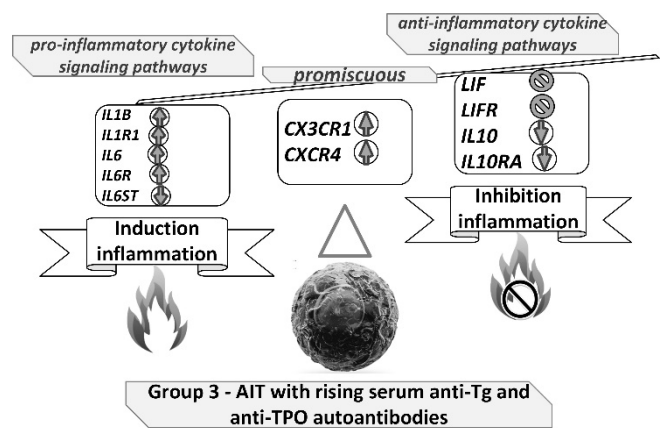 pro-inflammatory cytokine
signaling pathways
promiscuous
anti-inflammatory cytokine
signaling pathways
IL1B
IL1R1
IL6
IL6R
IL6ST
CX3CR1
CXCR4
LIF
LIFR
IL10
IL10RA
Induction
inflammation
Inhibition
inflammation
Group 3 - AIT with rising serum anti-Tg and
anti-TPO autoantibodies